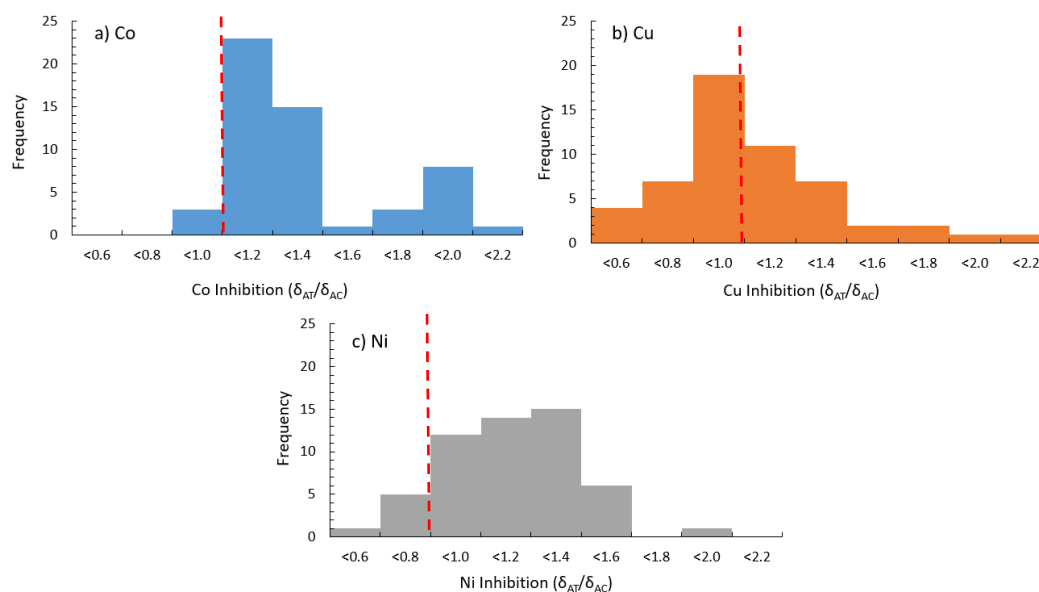 a) Co
25
20
15
10
5
0
Frequency
<0.6 <0.8 <1.0 <1.2 <1.4 <1.6 <1.8 <2.0 <2.2
Co Inhibition (δAT/δAC)
b) Cu
25
20
15
10
5
0
Frequency
<0.6 <0.8 <1.0 <1.2 <1.4 <1.6 <1.8 <2.0 <2.2
Cu Inhibition (δAT/δAC)
c) Ni
25
20
15
10
5
0
Frequency
<0.6 <0.8 <1.0 <1.2 <1.4 <1.6 <1.8 <2.0 <2.2
Ni Inhibition (δAT/δAC)